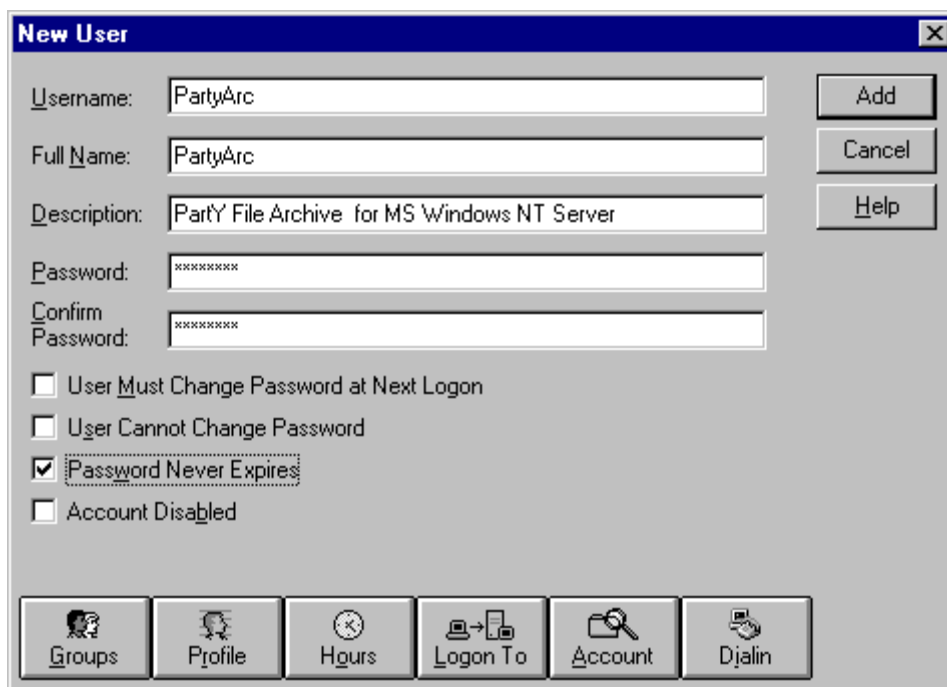 New User
Username: PartyArc
Add
Full Name: PartyArc
Cancel
Description: PartY File Archive  for MS Windows NT Server
Help
Password: ********
Confirm
Password: ********
User Must Change Password at Next Logon
User Cannot Change Password
Password Never Expires
Account Disabled
Groups Profile Hours Logon To Account Dialin